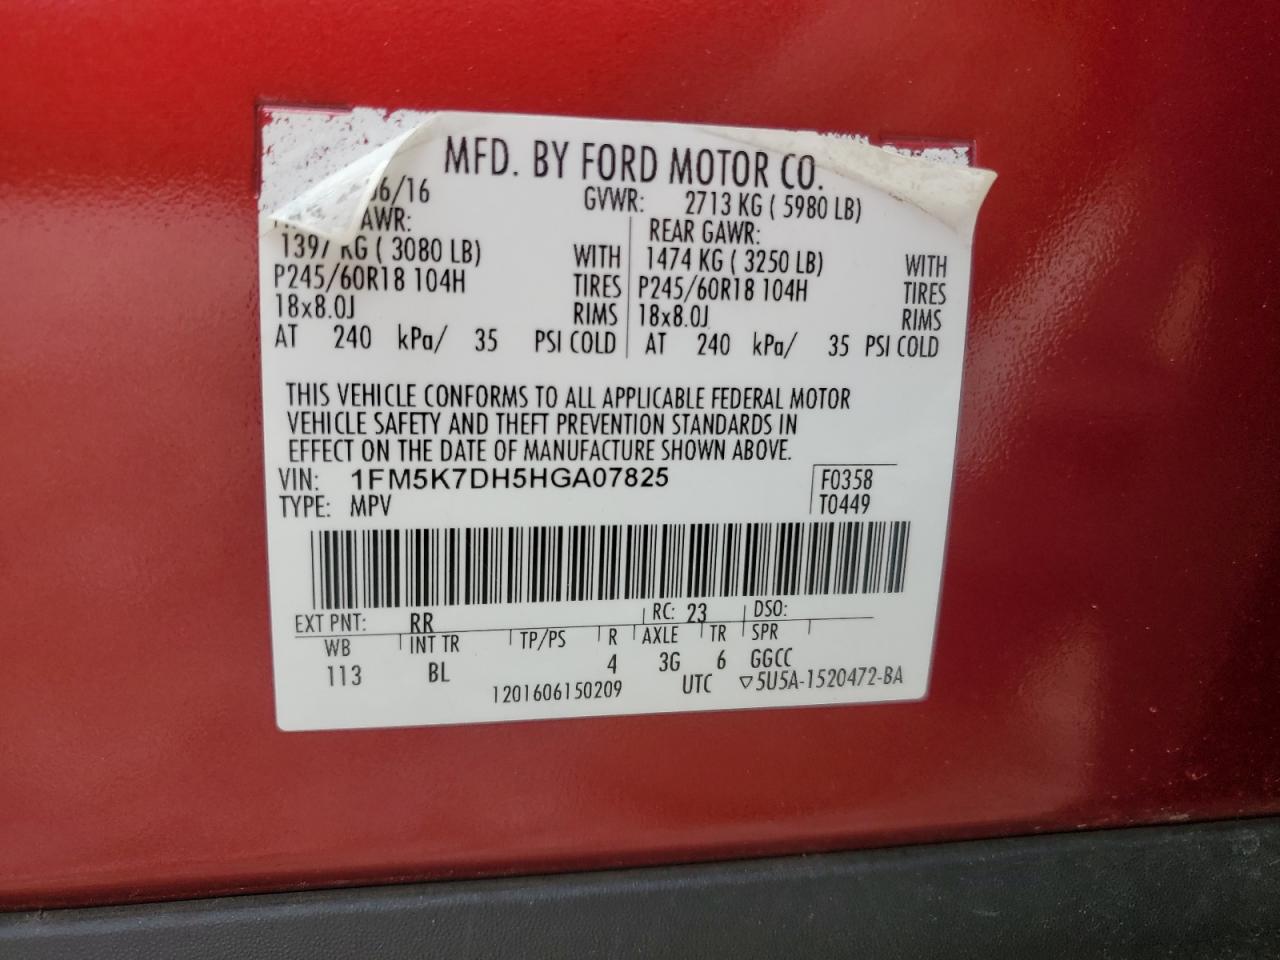 MFD. BY FORD MOTOR CO.
6/16 GVWR: 2713 KG ( 5980 LB)
GAWR: REAR GAWR:
1397 KG ( 3080 LB) WITH 1474 KG ( 3250 LB) WITH
P245/60R18 104H TIRES P245/60R18 104H TIRES
18x8.0J RIMS 18x8.0J RIMS
AT 240 kPa/ 35 PSI COLD AT 240 kPa/ 35 PSI COLD
THIS VEHICLE CONFORMS TO ALL APPLICABLE FEDERAL MOTOR
VEHICLE SAFETY AND THEFT PREVENTION STANDARDS IN
EFFECT ON THE DATE OF MANUFACTURE SHOWN ABOVE.
VIN: 1FM5K7DH5HGA07825 F0358
TYPE: MPV T0449
EXT PNT: RR RC: 23 DSO:
WB INT TR TP/PS R AXLE TR SPR
113 BL 4 3G 6 GGCC
1201606150209 UTC ▽5U5A-1520472-BA